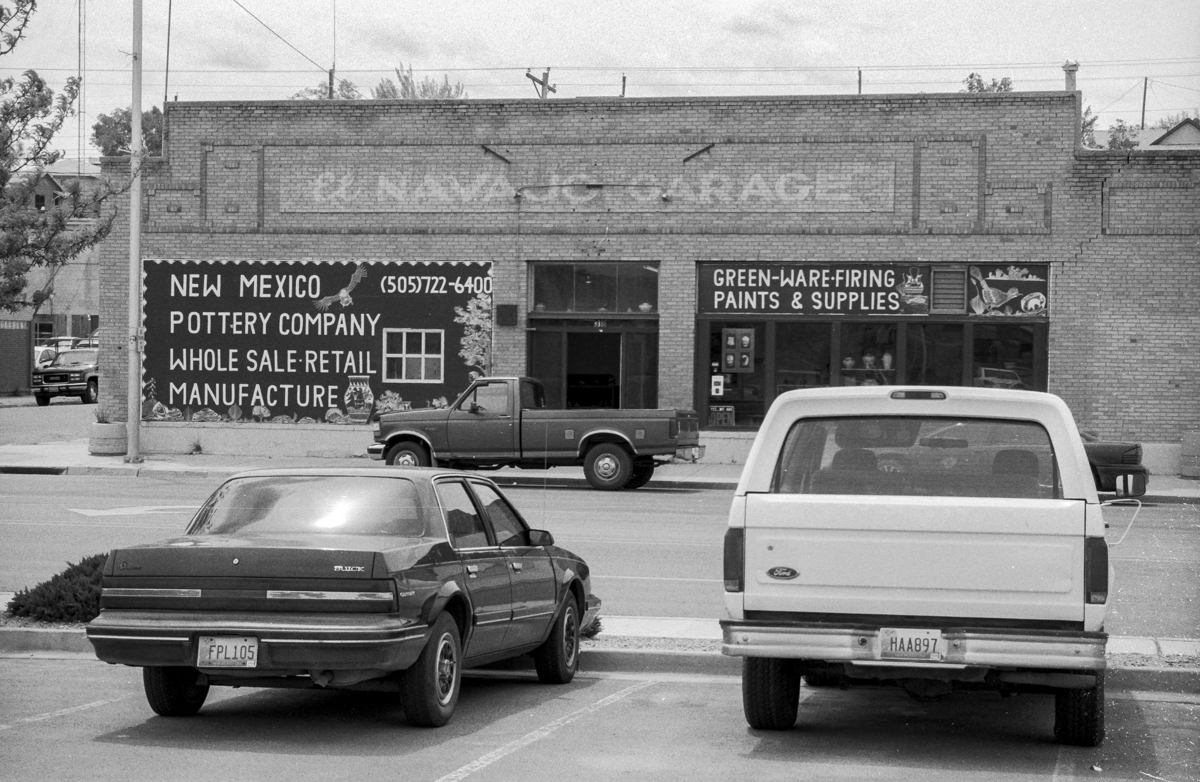 NAVAJO GARAGE
NEW MEXICO (505)722-6400
POTTERY COMPANY
WHOLE SALE·RETAIL
MANUFACTURE
GREEN-WARE·FIRING
PAINTS & SUPPLIES
OPEN
BUICK
FPL105
Ford
HAA897